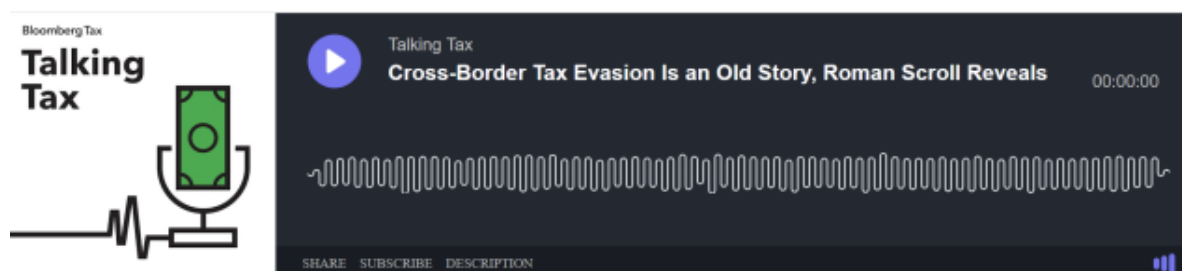 Bloomberg Tax
Talking
Tax
Talking Tax
Cross-Border Tax Evasion Is an Old Story, Roman Scroll Reveals
00:00:00
SHARE SUBSCRIBE DESCRIPTION